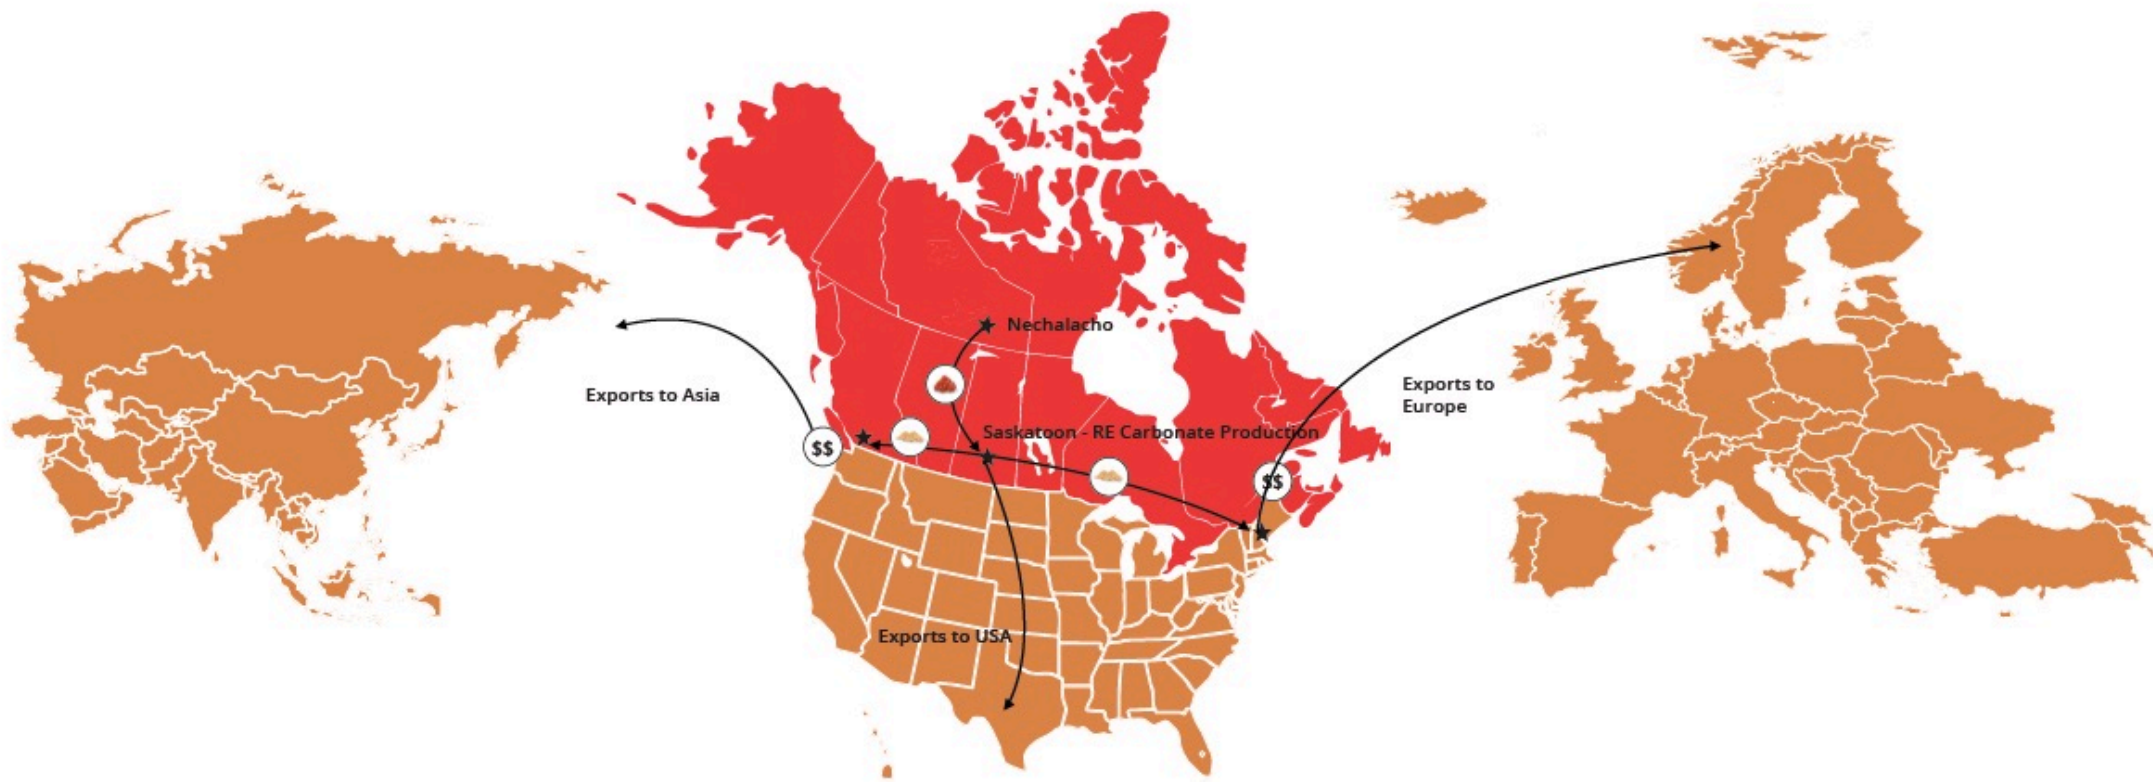 Nechalacho
Exports to Asia
Exports to
Europe
Saskatoon - RE Carbonate Production
$$
$$
Exports to USA